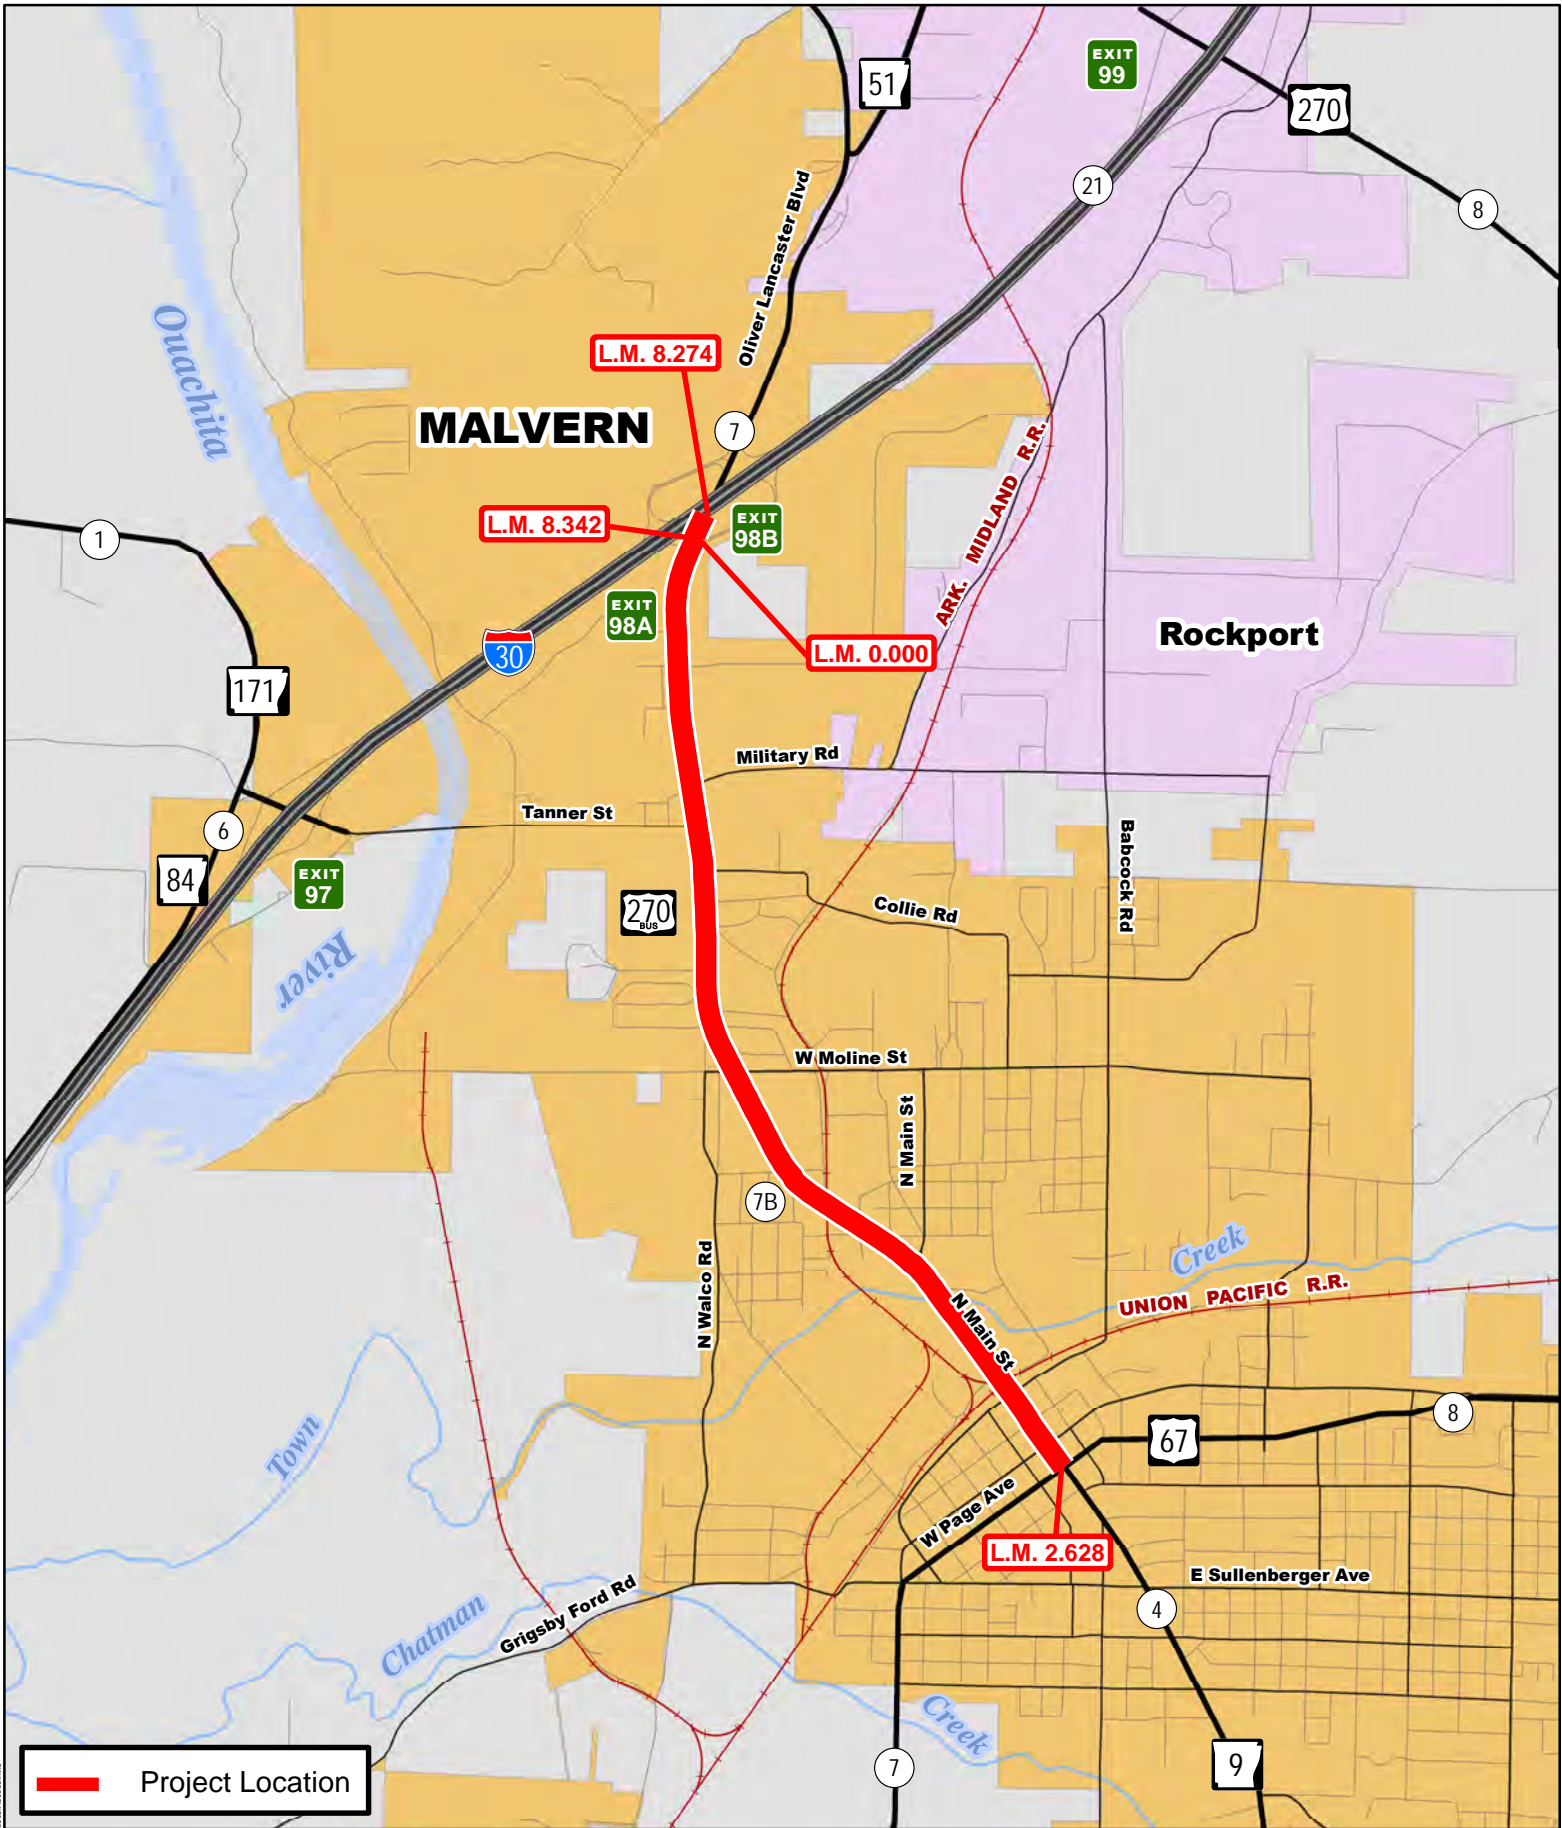 EXIT
99
51
270
21
8
Oliver Lancaster Blvd
Ouachita
L.M. 8.274
MALVERN
7
ARK. MIDLAND R.R.
L.M. 8.342
EXIT
98B
1
EXIT
98A
Rockport
30
L.M. 0.000
171
Military Rd
Tanner St
6
Babcock Rd
84
EXIT
97
270
BUS
Collie Rd
River
W Moline St
N Main St
7B
Creek
N Walco Rd
UNION PACIFIC R.R.
N Main St
Town
8
67
W Page Ave
L.M. 2.628
E Sullenberger Ave
Grigsby Ford Rd
4
Chatman
Creek
7
9
Project Location